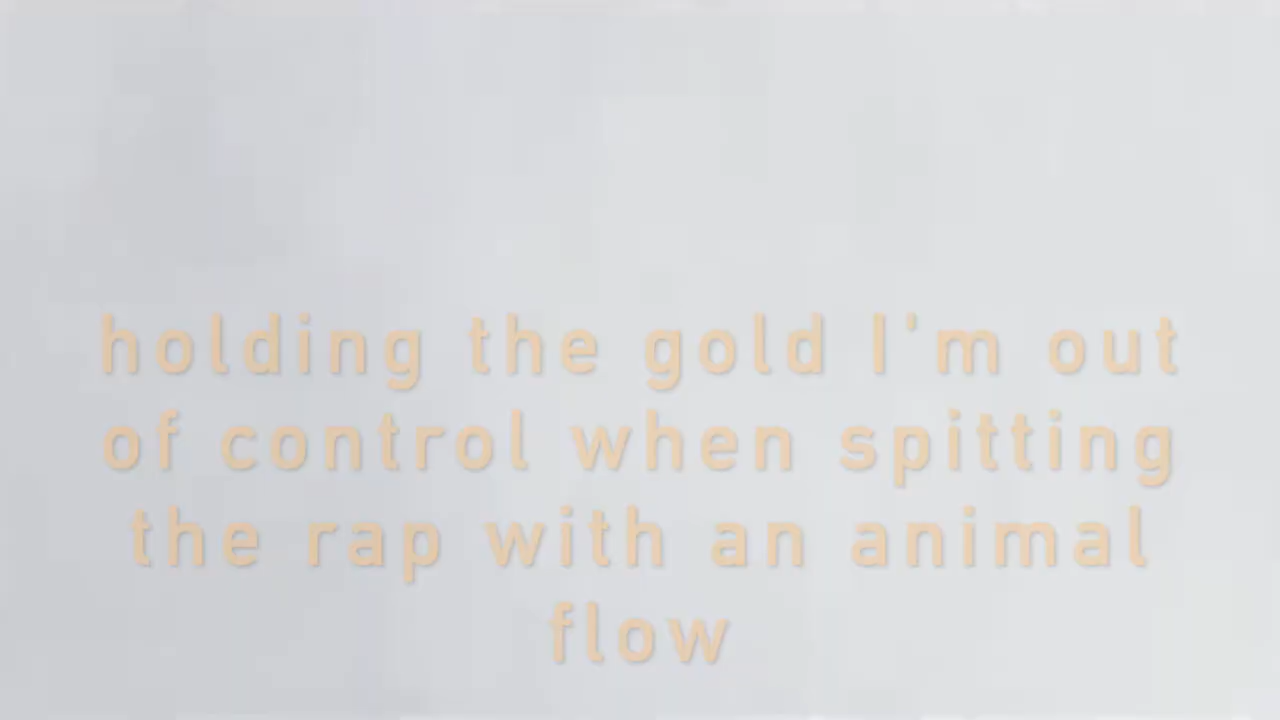 holding the gold I'm out
of control when spitting
the rap with an animal
flow